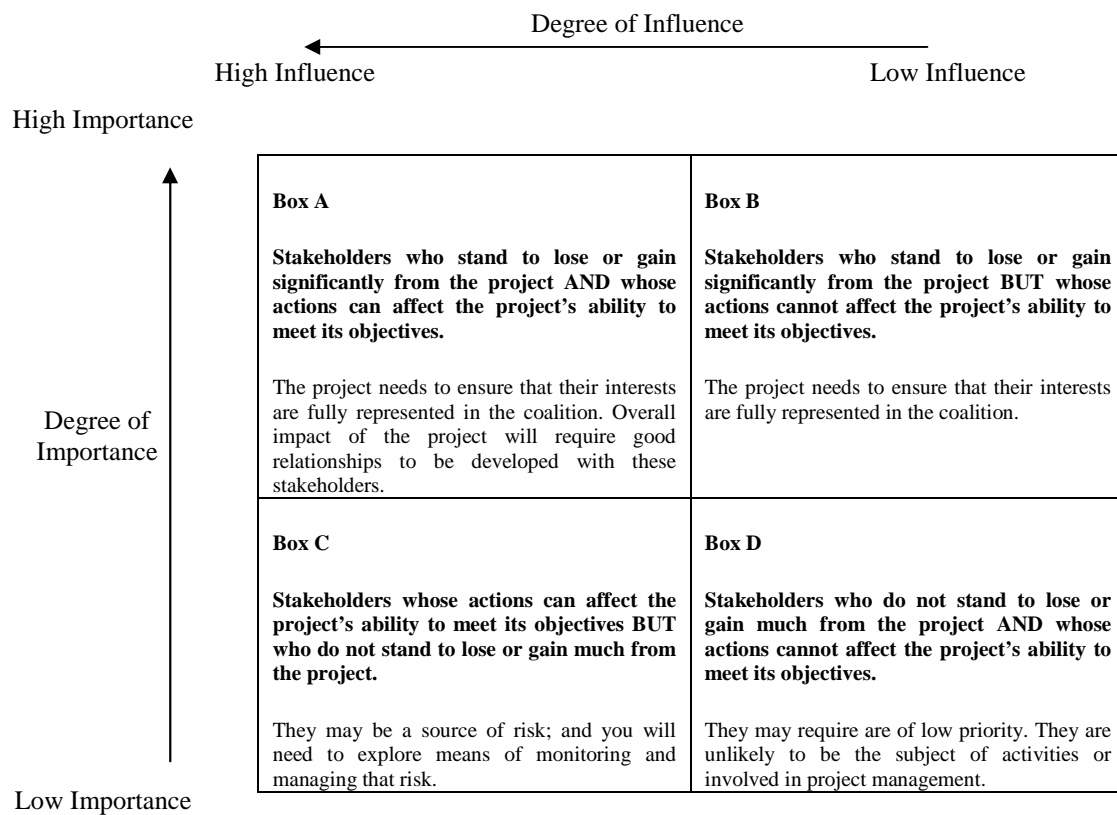 Degree of Influence
High Influence
Low Influence
High Importance
Box A
Stakeholders who stand to lose or gain
significantly from the project AND whose
actions can affect the project’s ability to
meet its objectives.
The project needs to ensure that their interests
are fully represented in the coalition. Overall
impact of the project will require good
relationships to be developed with these
stakeholders.
Box B
Stakeholders who stand to lose or gain
significantly from the project BUT whose
actions cannot affect the project’s ability to
meet its objectives.
The project needs to ensure that their interests
are fully represented in the coalition.
Degree of
Importance
Box C
Stakeholders whose actions can affect the
project’s ability to meet its objectives BUT
who do not stand to lose or gain much from
the project.
They may be a source of risk; and you will
need to explore means of monitoring and
managing that risk.
Box D
Stakeholders who do not stand to lose or
gain much from the project AND whose
actions cannot affect the project’s ability to
meet its objectives.
They may require are of low priority. They are
unlikely to be the subject of activities or
involved in project management.
Low Importance